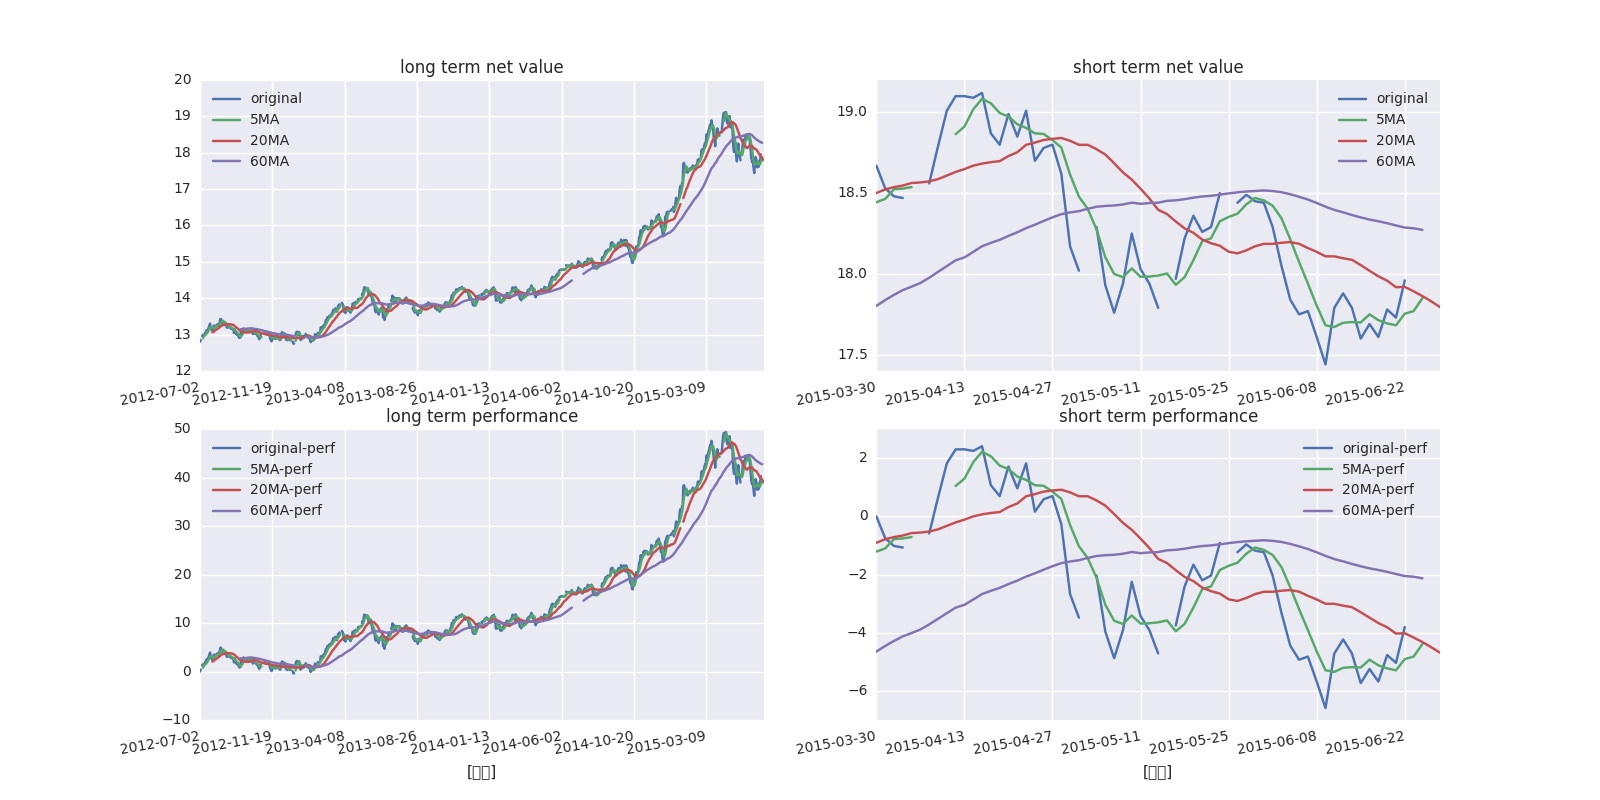 long term net value
20
19
18
17
16
15
14
13
12
original
5MA
20MA
60MA
2012-07-02 2012-11-19 2013-04-08 2013-08-26 2014-01-13 2014-06-02 2014-10-20 2015-03-09
short term net value
19.0
18.5
18.0
17.5
original
5MA
20MA
60MA
2015-03-30 2015-04-13 2015-04-27 2015-05-11 2015-05-25 2015-06-08 2015-06-22
long term performance
50
40
30
20
10
0
−10
original-perf
5MA-perf
20MA-perf
60MA-perf
2012-07-02 2012-11-19 2013-04-08 2013-08-26 2014-01-13 2014-06-02 2014-10-20 2015-03-09
short term performance
2
0
−2
−4
−6
original-perf
5MA-perf
20MA-perf
60MA-perf
2015-03-30 2015-04-13 2015-04-27 2015-05-11 2015-05-25 2015-06-08 2015-06-22